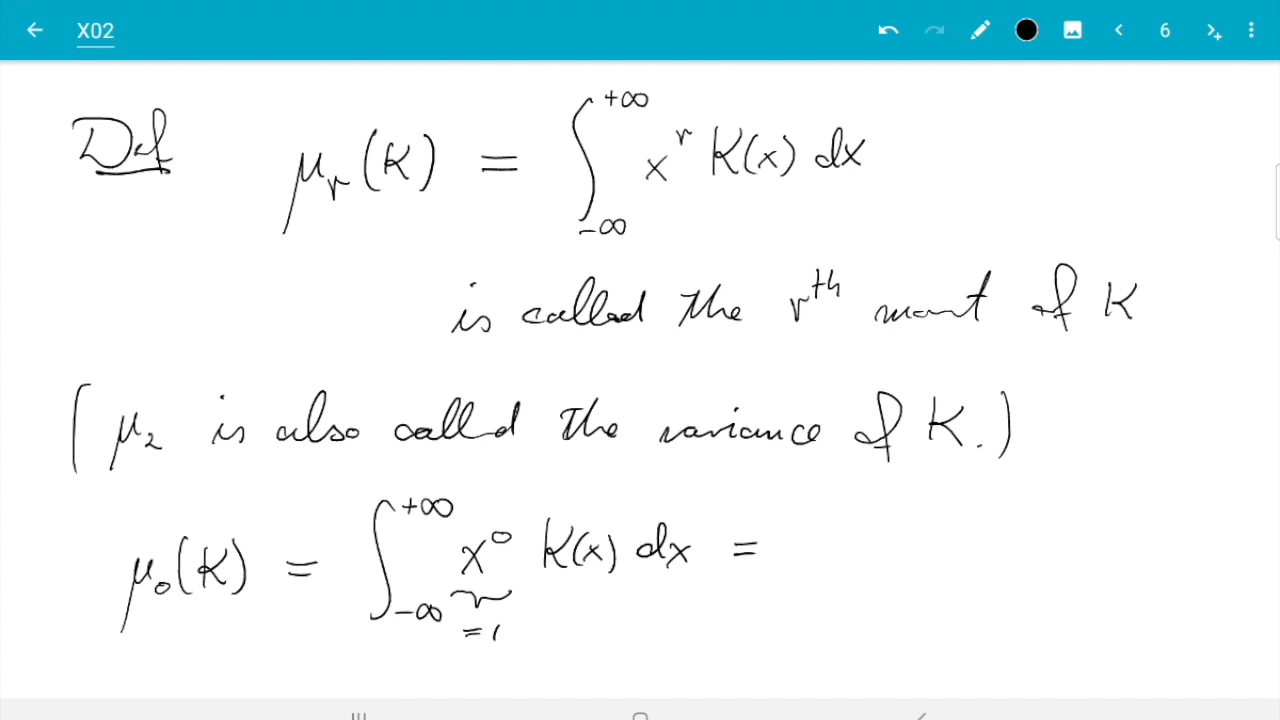 X02
6
Def μ_r(K) = ∫_{-∞}^{+∞} x^r K(x) dx
is called the r^th moment of K
(μ_2 is also called the variance of K.)
μ_0(K) = ∫_{-∞}^{+∞} x^0 K(x) dx =
=1